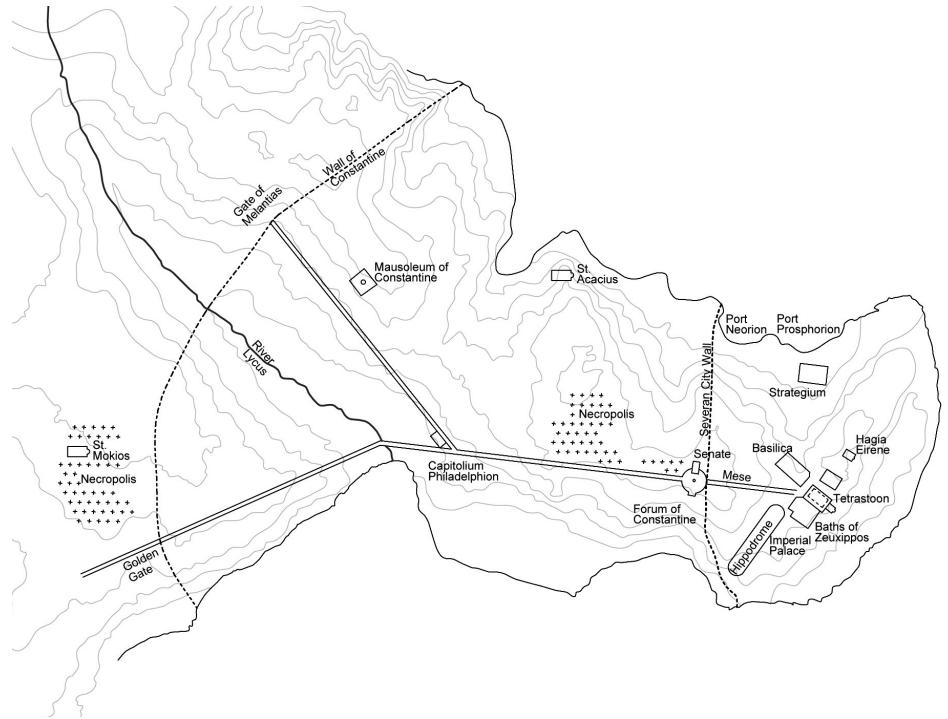 Wall of
Constantine
Gate of
Melantias
Mausoleum of
Constantine
St.
Acacius
Port
Neorion
Port
Prosphorion
River
Lycus
Severan City Wall
Strategium
Necropolis
St.
Mokios
Necropolis
Hagia
Eirene
Basilica
Senate
Capitolium
Philadelphion
Mese
Tetrastoon
Forum of
Constantine
Baths of
Zeuxippos
Imperial
Palace
Hippodrome
Golden
Gate